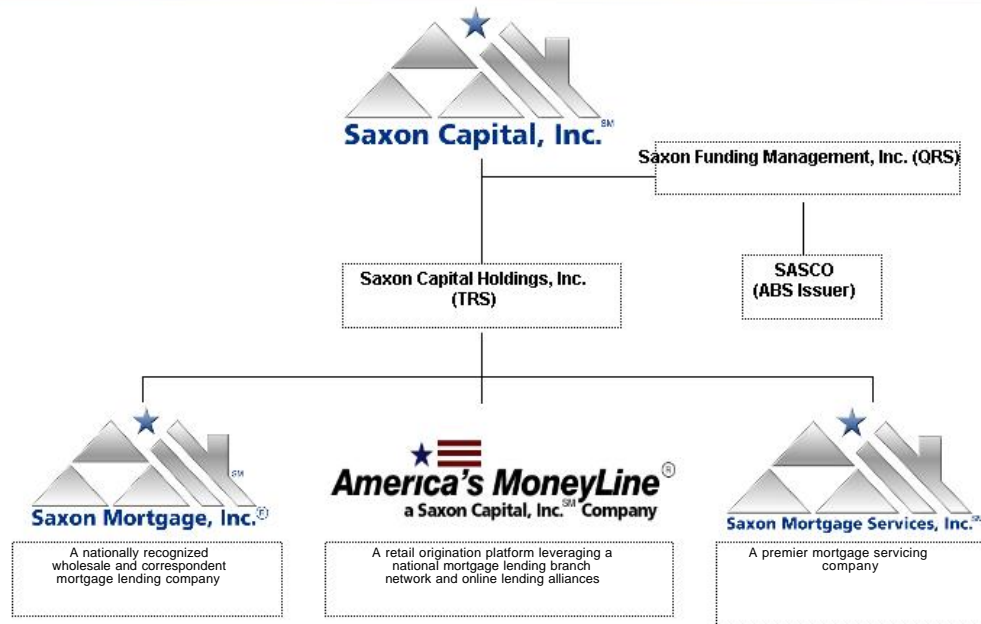 Saxon Capital, Inc. SM
Saxon Funding Management, Inc. (QRS)
Saxon Capital Holdings, Inc.
(TRS)
SASCO
(ABS Issuer)
SM
Saxon Mortgage, Inc.®
A nationally recognized
wholesale and correspondent
mortgage lending company
America's MoneyLine®
a Saxon Capital, Inc. SM Company
A retail origination platform leveraging a
national mortgage lending branch
network and online lending alliances
Saxon Mortgage Services, Inc. SM
A premier mortgage servicing
company